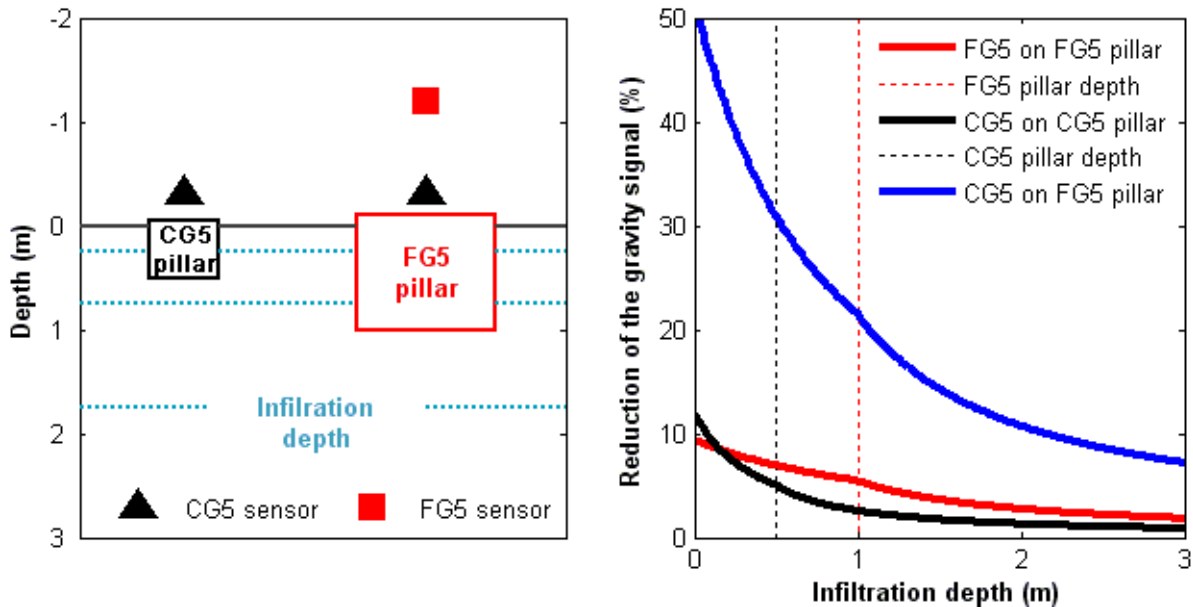 -2
-1
0
1
2
3
Depth (m)
CG5
pillar
FG5
pillar
Infilration
depth
CG5 sensor
FG5 sensor
50
40
30
20
10
0
Reduction of the gravity signal (%)
FG5 on FG5 pillar
FG5 pillar depth
CG5 on CG5 pillar
CG5 pillar depth
CG5 on FG5 pillar
0
1
2
3
Infiltration depth (m)